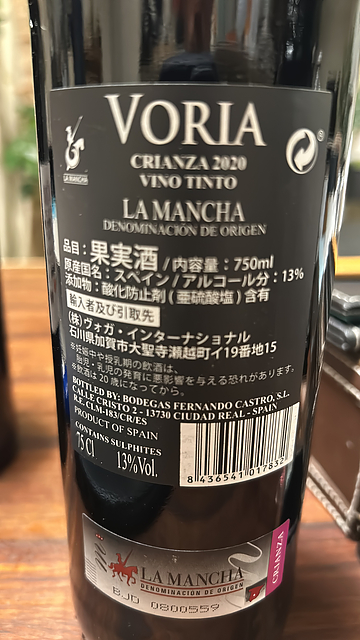 VORIA
CRIANZA 2020
VINO TINTO
LA MANCHA
LA MANCHA
DENOMINACIÓN DE ORIGEN
品目：果実酒 / 内容量：750ml
原産国名：スペイン / アルコール分：13%
添加物：酸化防止剤 ( 亜硫酸塩 ) 含有
輸入者及び引取先
(株) ヴォガ・インターナショナル
石川県加賀市大聖寺瀬越町イ19番地15
※妊娠中や授乳期の飲酒は、
胎児・乳児の発育に悪影響を与える恐れがあります。
※飲酒は20歳になってから。
BOTTLED BY: BODEGAS FERNANDO CASTRO, S.L.
CALLE CRISTO 2 - 13730 CIUDAD REAL - SPAIN
R.E. CLM-183/CR/ES
PRODUCT OF SPAIN
CONTAINS SULPHITES
75 Cl 13%Vol.
8 436541 017832
LA MANCHA
DENOMINACIÓN DE ORIGEN
CRIANZA
BJD 0800559